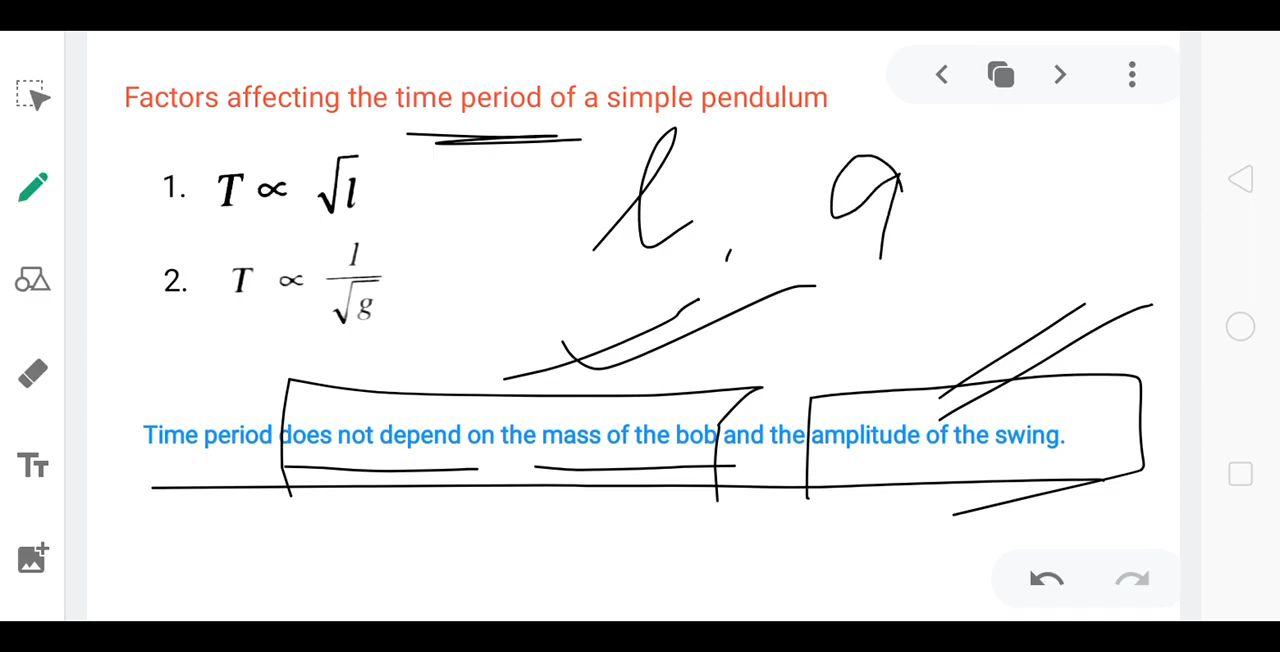 Factors affecting the time period of a simple pendulum
1. T ∝ √l
l, g
2. T ∝ 1/√g
Time period does not depend on the mass of the bob and the amplitude of the swing.
TT